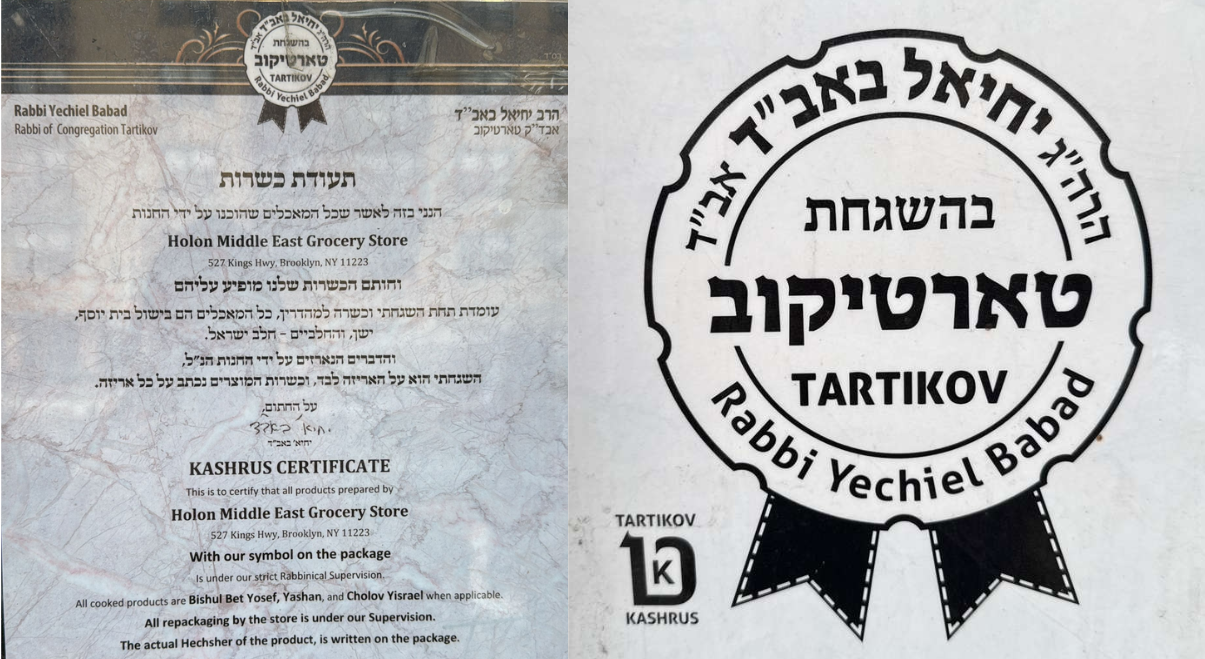 הרה"ג יחיאל באב"ד אב"ד
בהשגחת
טארטיקוב
TARTIKOV
Rabbi Yechiel Babad
Rabbi Yechiel Babad
Rabbi of Congregation Tartikov
הרב יחיאל באב"ד
אבד"ק טארטיקוב
תעודת כשרות
הנני בזה לאשר שכל המאכלים שהוכנו על ידי החנות
Holon Middle East Grocery Store
527 Kings Hwy, Brooklyn, NY 11223
וחותם הכשרות שלנו מופיע עליהם
עומדת תחת השגחתי וכשרה למהדרין, כל המאכלים הם בישול בית יוסף,
ישן, והחלביים - חלב ישראל.
והדברים הנארזים על ידי החנות הנ"ל,
השגחתי הוא על האריזה לבד, וכשרות המוצרים נכתב על כל אריזה.
על החתום,
יחיא' באב"ד
יחיא' באב"ד
KASHRUS CERTIFICATE
This is to certify that all products prepared by
Holon Middle East Grocery Store
527 Kings Hwy, Brooklyn, NY 11223
With our symbol on the package
Is under our strict Rabbinical Supervision.
All cooked products are Bishul Bet Yosef, Yashan, and Cholov Yisrael when applicable.
All repackaging by the store is under our Supervision.
The actual Hechsher of the product, is written on the package.
הרה"ג יחיאל באב"ד אב"ד
בהשגחת
טארטיקוב
TARTIKOV
Rabbi Yechiel Babad
TARTIKOV
K
KASHRUS